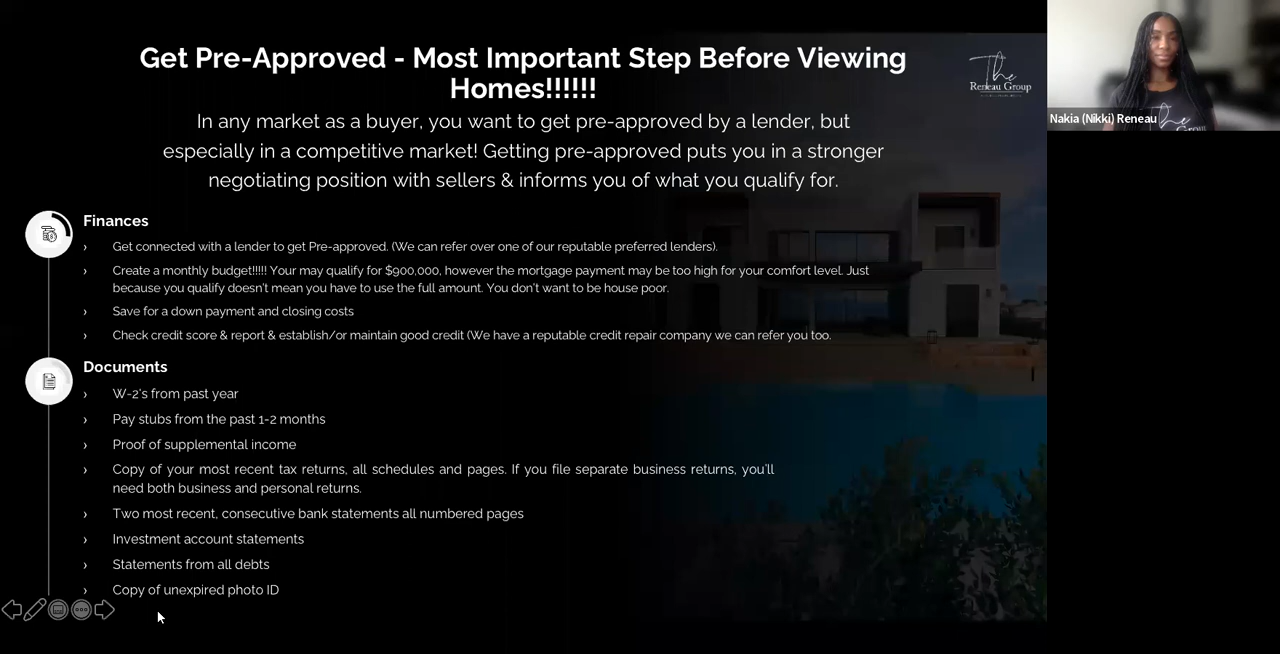 Get Pre-Approved - Most Important Step Before Viewing
Homes!!!!!!
In any market as a buyer, you want to get pre-approved by a lender, but
especially in a competitive market! Getting pre-approved puts you in a stronger
negotiating position with sellers & informs you of what you qualify for.
The
Reneau Group
Nakia (Nikki) Reneau
The
Finances
› Get connected with a lender to get Pre-approved. (We can refer over one of our reputable preferred lenders).
› Create a monthly budget!!!!! Your may qualify for $900,000, however the mortgage payment may be too high for your comfort level. Just
because you qualify doesn't mean you have to use the full amount. You don't want to be house poor.
› Save for a down payment and closing costs
› Check credit score & report & establish/or maintain good credit (We have a reputable credit repair company we can refer you too.
Documents
› W-2's from past year
› Pay stubs from the past 1-2 months
› Proof of supplemental income
› Copy of your most recent tax returns, all schedules and pages. If you file separate business returns, you'll
need both business and personal returns.
› Two most recent, consecutive bank statements all numbered pages
› Investment account statements
› Statements from all debts
› Copy of unexpired photo ID